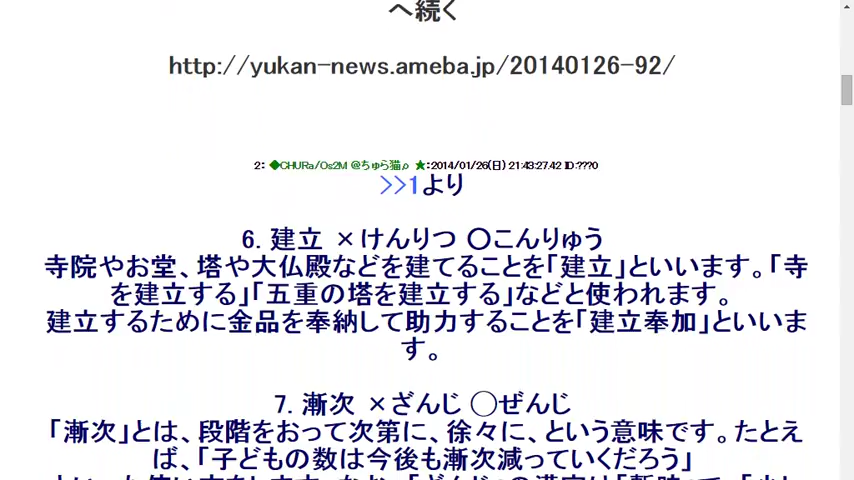 へ続く
http://yukan-news.ameba.jp/20140126-92/
2: ◆CHURa/Os2M @ちゅら猫ρ ★:2014/01/26(日) 21:43:27.42 ID:???0
>>1より
6. 建立 ×けんりつ 〇こんりゅう
寺院やお堂、塔や大仏殿などを建てることを「建立」といいます。「寺
を建立する」「五重の塔を建立する」などと使われます。
建立するために金品を奉納して助力することを「建立奉加」といいま
す。
7. 漸次 ×ざんじ ◯ぜんじ
「漸次」とは、段階をおって次第に、徐々に、という意味です。たとえ
ば、「子どもの数は今後も漸次減っていくだろう」